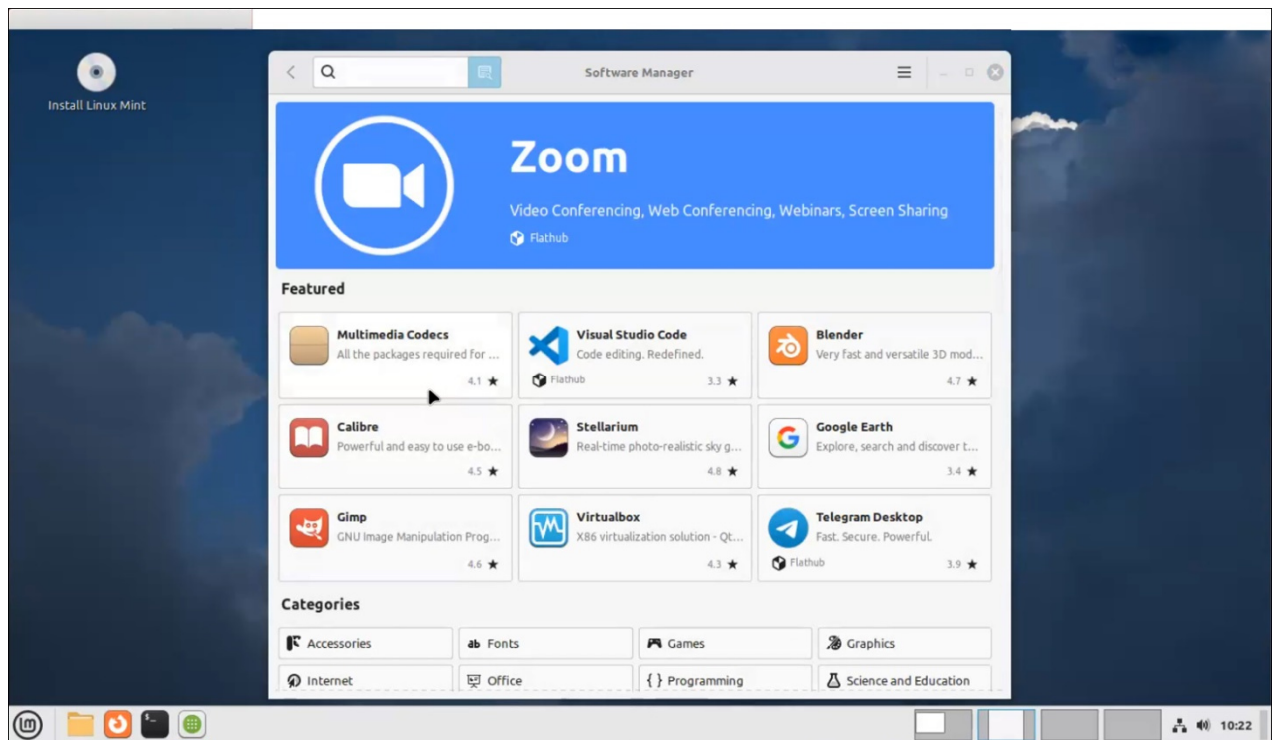 Install Linux Mint
Software Manager
Zoom
Video Conferencing, Web Conferencing, Webinars, Screen Sharing
Flathub
Featured
Multimedia Codecs
All the packages required for ...
4.1 ★
Visual Studio Code
Code editing. Redefined.
Flathub
3.3 ★
Blender
Very fast and versatile 3D mod...
4.7 ★
Calibre
Powerful and easy to use e-bo...
4.5 ★
Stellarium
Real-time photo-realistic sky g...
4.8 ★
Google Earth
Explore, search and discover t...
3.4 ★
Gimp
GNU Image Manipulation Prog...
4.6 ★
Virtualbox
X86 virtualization solution - Qt...
4.3 ★
Telegram Desktop
Fast. Secure. Powerful.
Flathub
3.9 ★
Categories
Accessories
ab Fonts
Games
Graphics
Internet
Office
{ } Programming
Science and Education
10:22